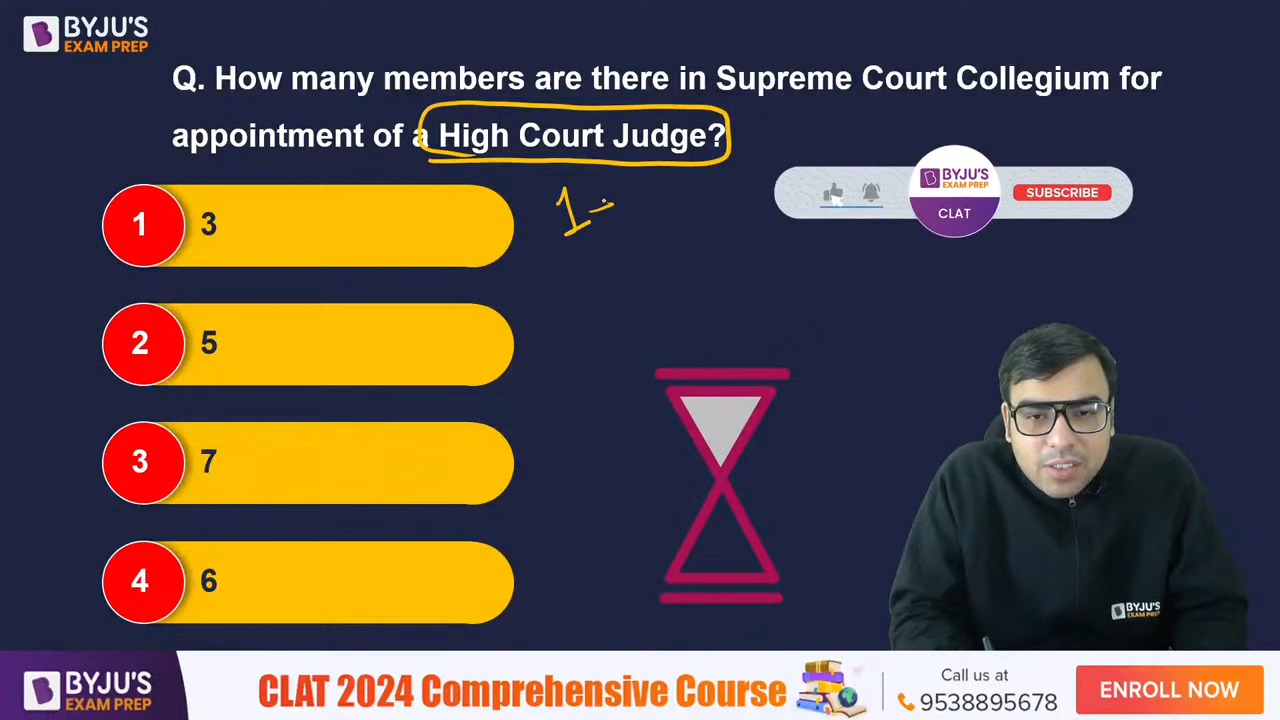 BYJU'S
EXAM PREP
Q. How many members are there in Supreme Court Collegium for
appointment of a High Court Judge?
1 3
1-
BYJU'S
EXAM PREP
CLAT
SUBSCRIBE
2 5
3 7
4 6
BYJU'S
EXAM PREP
BYJU'S
EXAM PREP
CLAT 2024 Comprehensive Course
Call us at
9538895678
ENROLL NOW